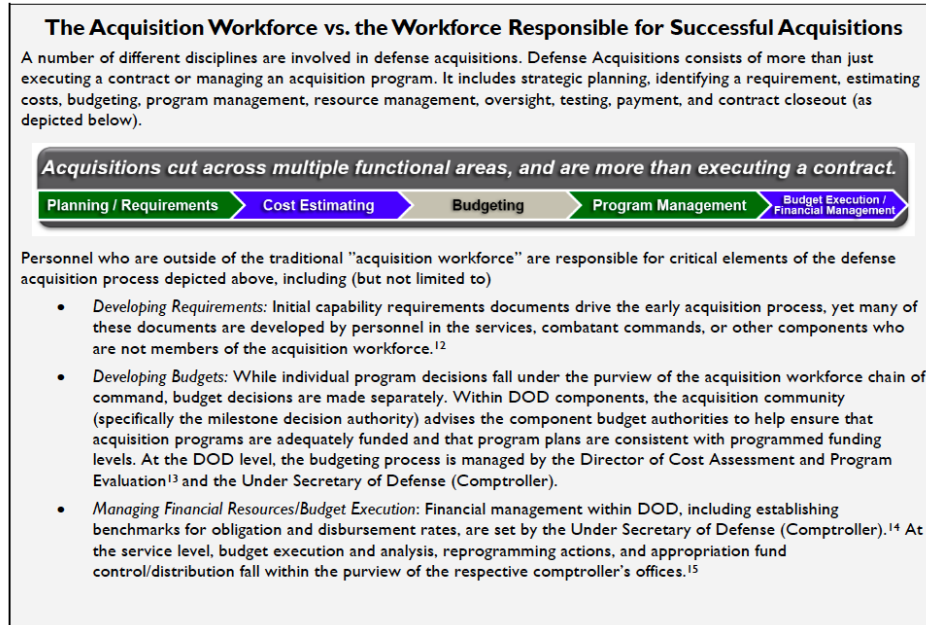 The Acquisition Workforce vs. the Workforce Responsible for Successful Acquisitions
A number of different disciplines are involved in defense acquisitions. Defense Acquisitions consists of more than just
executing a contract or managing an acquisition program. It includes strategic planning, identifying a requirement, estimating
costs, budgeting, program management, resource management, oversight, testing, payment, and contract closeout (as
depicted below).
Acquisitions cut across multiple functional areas, and are more than executing a contract.
Planning / Requirements Cost Estimating Budgeting Program Management Budget Execution /
Financial Management
Personnel who are outside of the traditional "acquisition workforce" are responsible for critical elements of the defense
acquisition process depicted above, including (but not limited to)
• Developing Requirements: Initial capability requirements documents drive the early acquisition process, yet many of
these documents are developed by personnel in the services, combatant commands, or other components who
are not members of the acquisition workforce.¹²
• Developing Budgets: While individual program decisions fall under the purview of the acquisition workforce chain of
command, budget decisions are made separately. Within DOD components, the acquisition community
(specifically the milestone decision authority) advises the component budget authorities to help ensure that
acquisition programs are adequately funded and that program plans are consistent with programmed funding
levels. At the DOD level, the budgeting process is managed by the Director of Cost Assessment and Program
Evaluation¹³ and the Under Secretary of Defense (Comptroller).
• Managing Financial Resources/Budget Execution: Financial management within DOD, including establishing
benchmarks for obligation and disbursement rates, are set by the Under Secretary of Defense (Comptroller).¹⁴ At
the service level, budget execution and analysis, reprogramming actions, and appropriation fund
control/distribution fall within the purview of the respective comptroller's offices.¹⁵